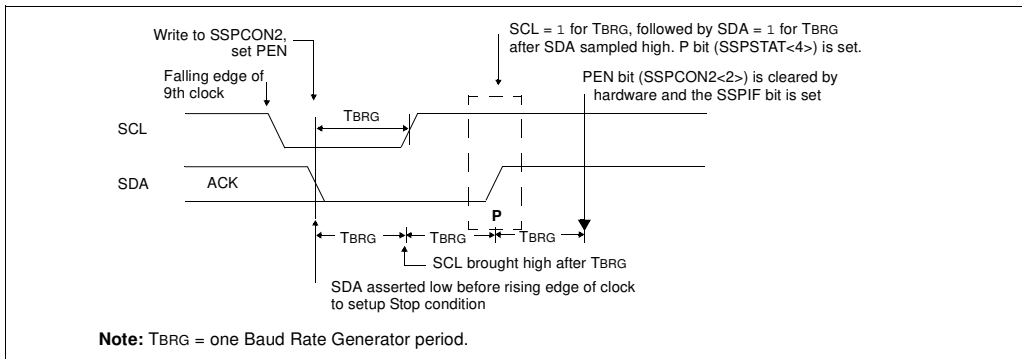 SCL = 1 for TBRG, followed by SDA = 1 for TBRG
after SDA sampled high. P bit (SSPSTAT<4>) is set.
Write to SSPCON2,
set PEN
PEN bit (SSPCON2<2>) is cleared by
hardware and the SSPIF bit is set
Falling edge of
9th clock
TBRG
SCL
SDA
ACK
P
TBRG
TBRG
TBRG
SCL brought high after TBRG
SDA asserted low before rising edge of clock
to setup Stop condition
Note: TBRG = one Baud Rate Generator period.